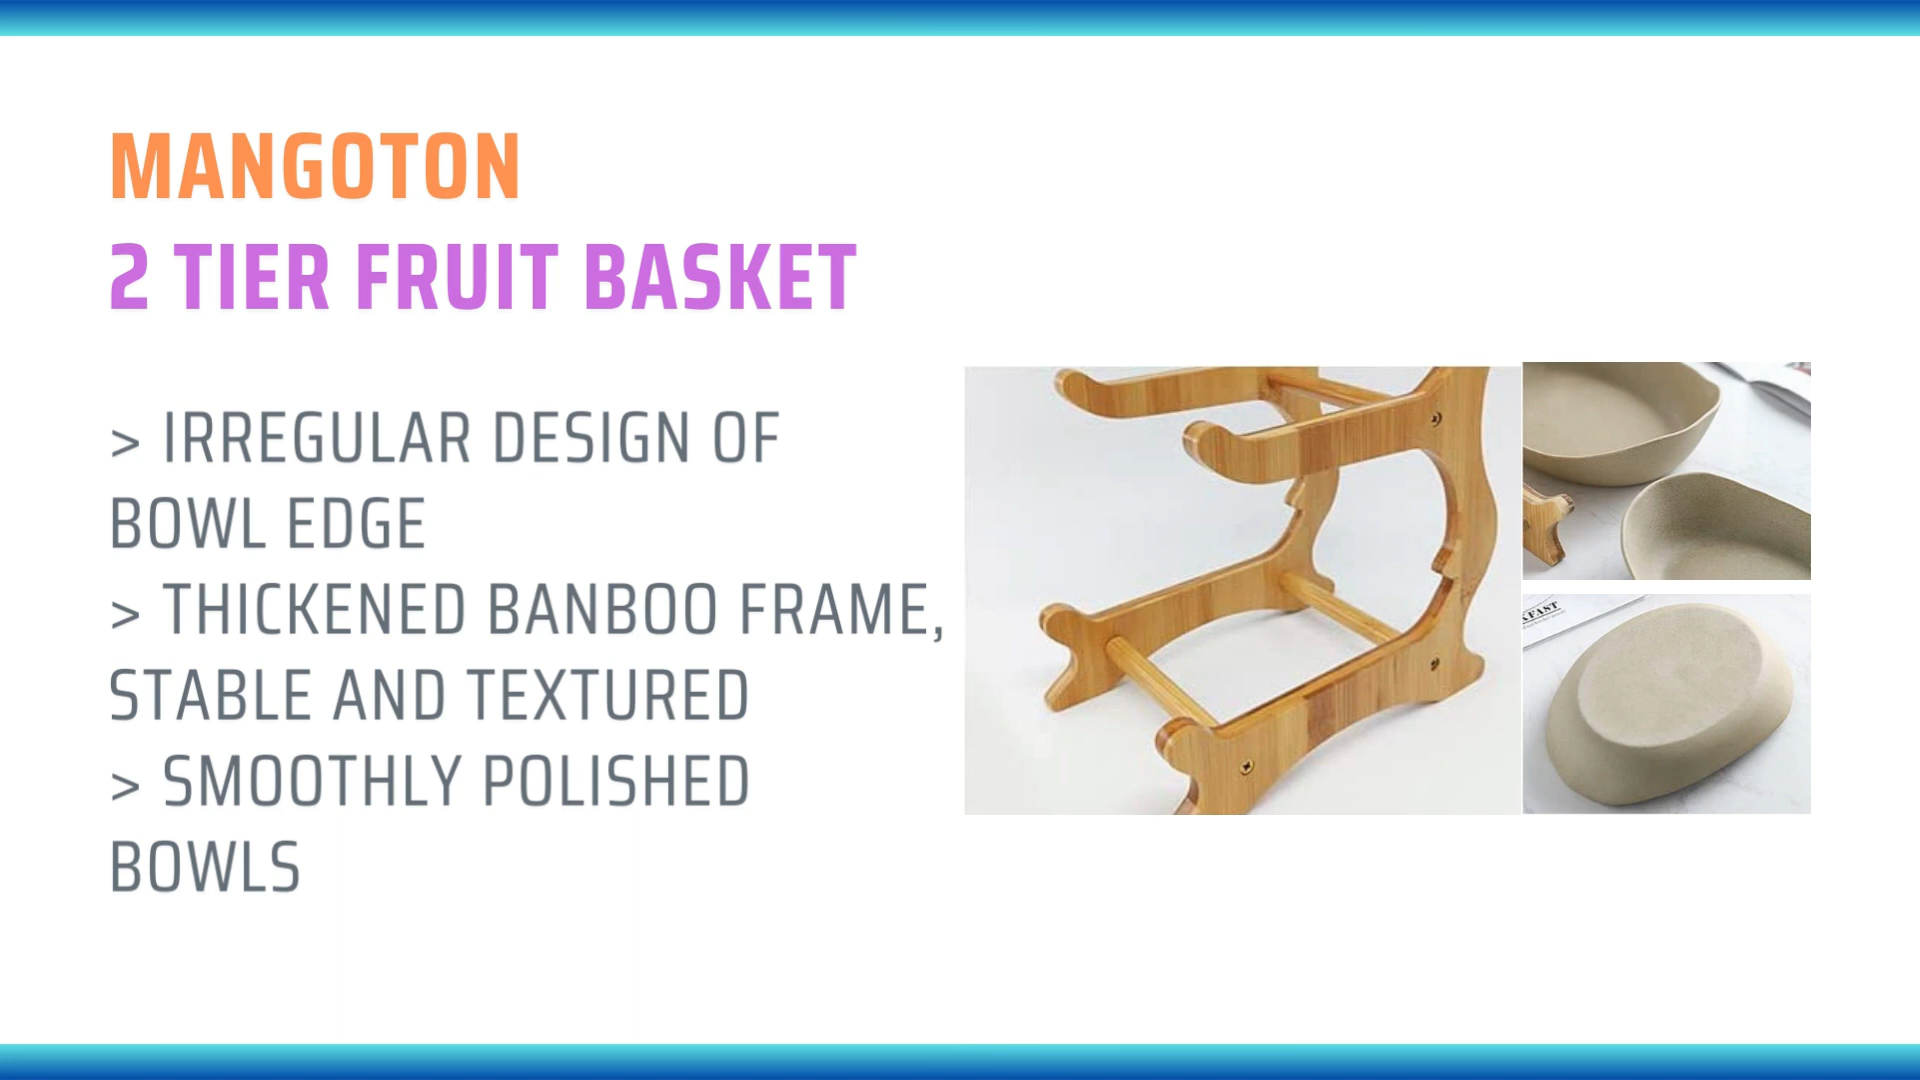 MANGOTON
2 TIER FRUIT BASKET
> IRREGULAR DESIGN OF
BOWL EDGE
> THICKENED BANBOO FRAME,
STABLE AND TEXTURED
> SMOOTHLY POLISHED
BOWLS